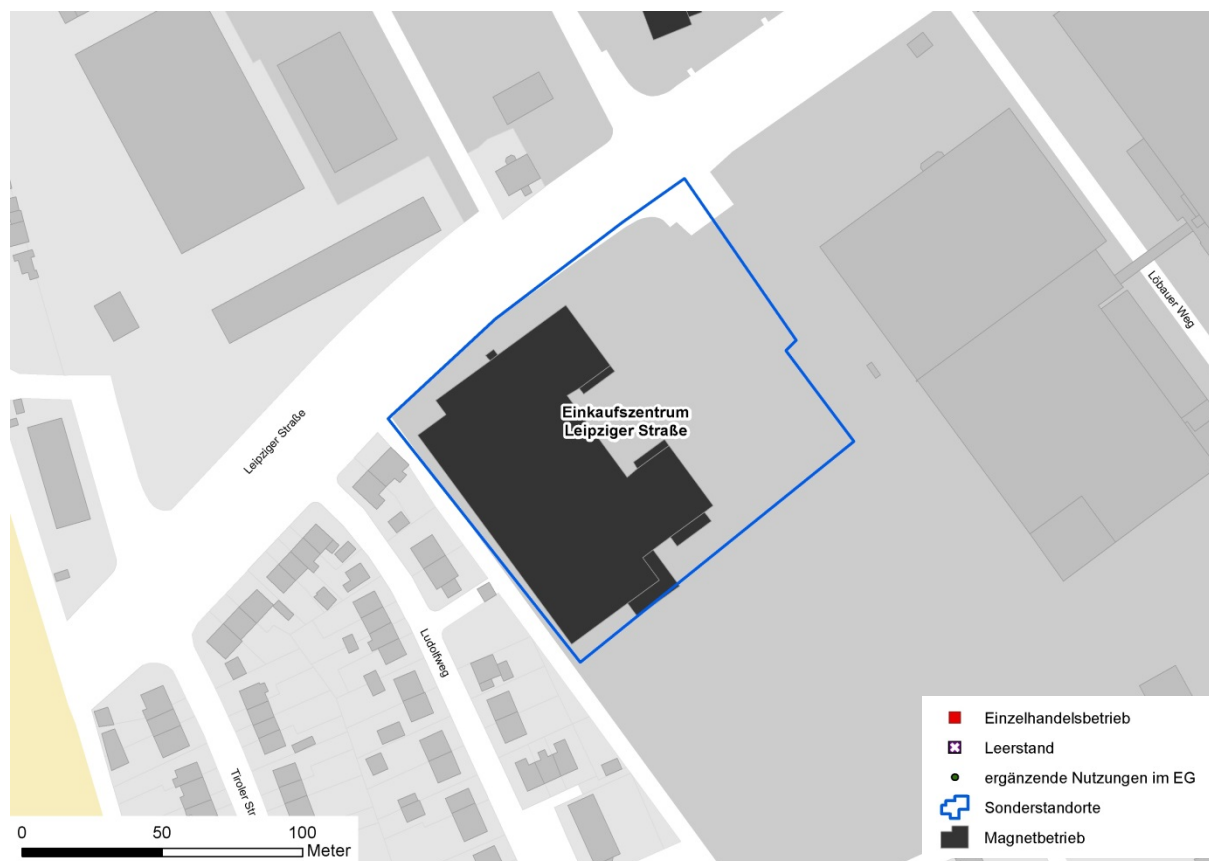 Löbauer Weg
Einkaufszentrum
Leipziger Straße
Leipziger Straße
Ludolfweg
Tiroler Str
Einzelhandelsbetrieb
Leerstand
ergänzende Nutzungen im EG
Sonderstandorte
Magnetbetrieb
0 50 100
Meter